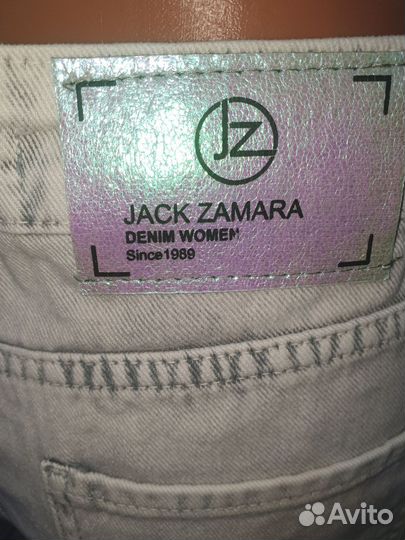 JZ
JACK ZAMARA
DENIM WOMEN
Since1989
Avito